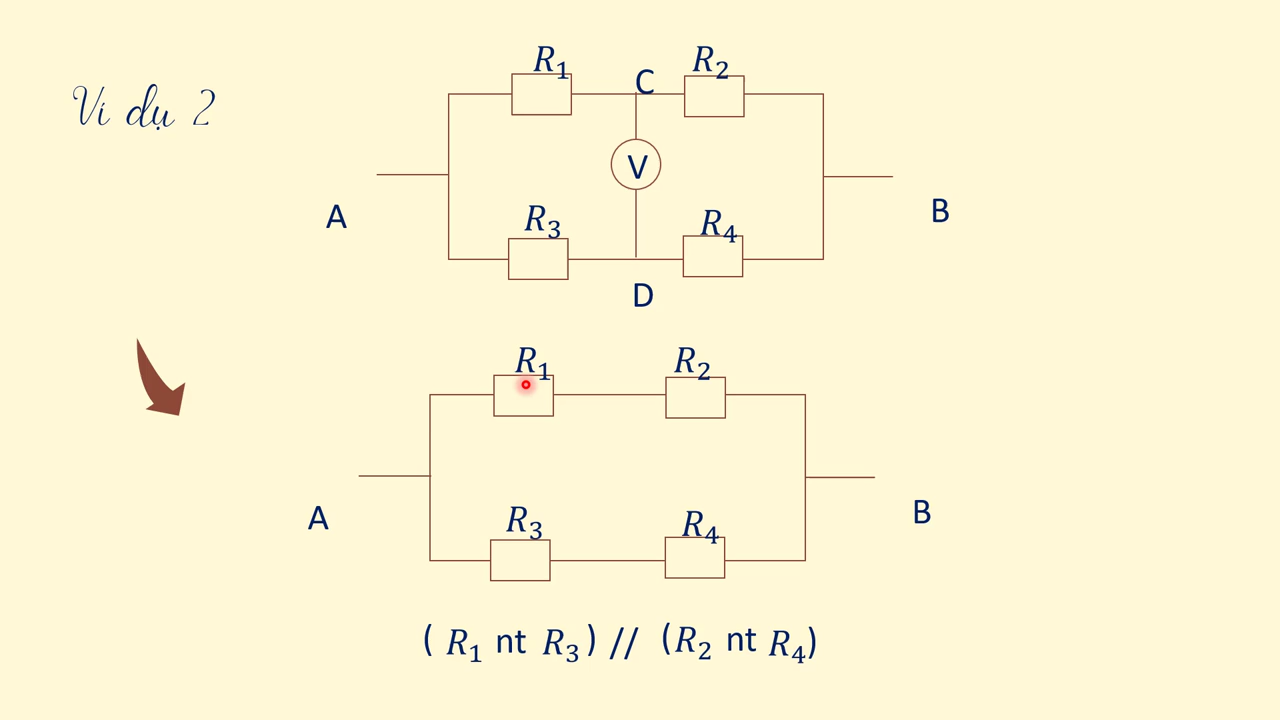 Ví dụ 2
R₁ C R₂
V
A R₃ R₄ B
D
R₁ R₂
A R₃ R₄ B
( R₁ nt R₃ ) // (R₂ nt R₄)